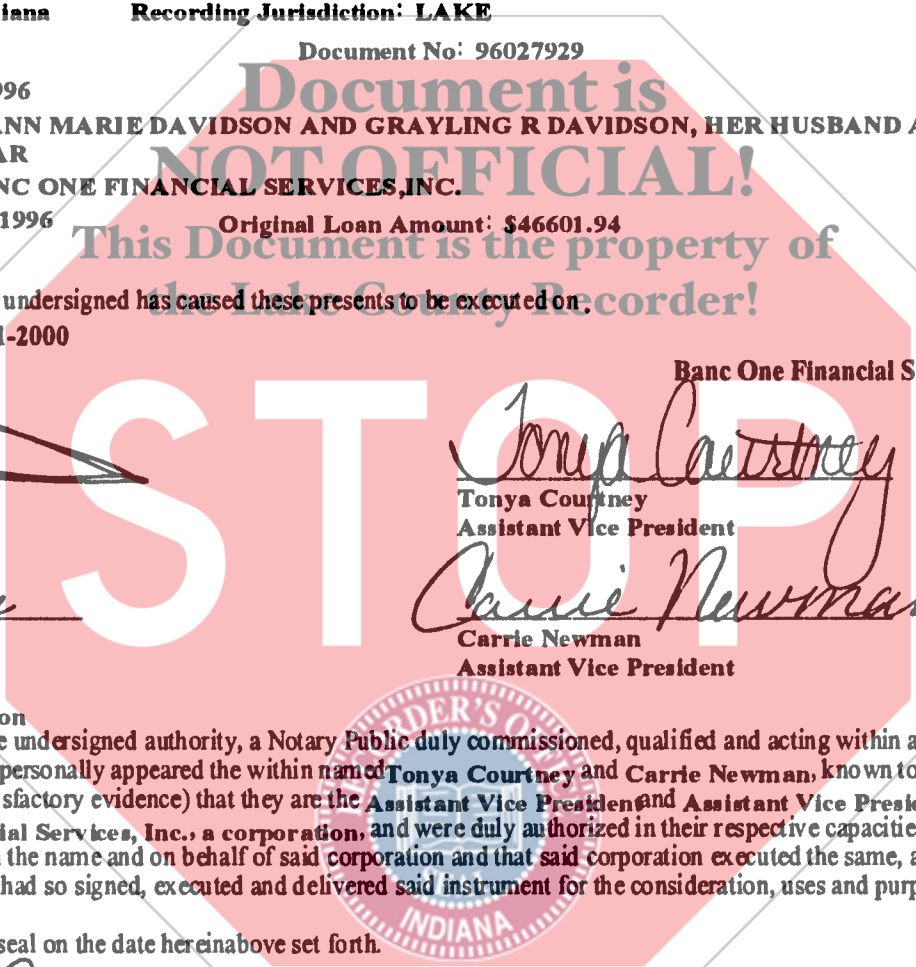 iana Recording Jurisdiction: LAKE
Document No: 96027929
Document is
996
ANN MARIE DAVIDSON AND GRAYLING R DAVIDSON, HER HUSBAND A
AR
NOT OFFICIAL!
NC ONE FINANCIAL SERVICES,INC.
1996 Original Loan Amount: $46601.94
This Document is the property of
undersigned has caused these presents to be executed on .
the Lake County Recorder!
1-2000
Banc One Financial S
STOP
Tonya Courtney
Tonya Courtney
Assistant Vice President
Carrie Newman
Carrie Newman
Assistant Vice President
on
e undersigned authority, a Notary Public duly commissioned, qualified and acting within a
personally appeared the within named Tonya Courtney and Carrie Newman, known to
sfactory evidence) that they are the Assistant Vice President and Assistant Vice Presi
ial Services, Inc., a corporation, and were duly authorized in their respective capacitie
n the name and on behalf of said corporation and that said corporation executed the same, a
had so signed, executed and delivered said instrument for the consideration, uses and purp
seal on the date hereinabove set forth.
RECORDER'S OF
INDIANA